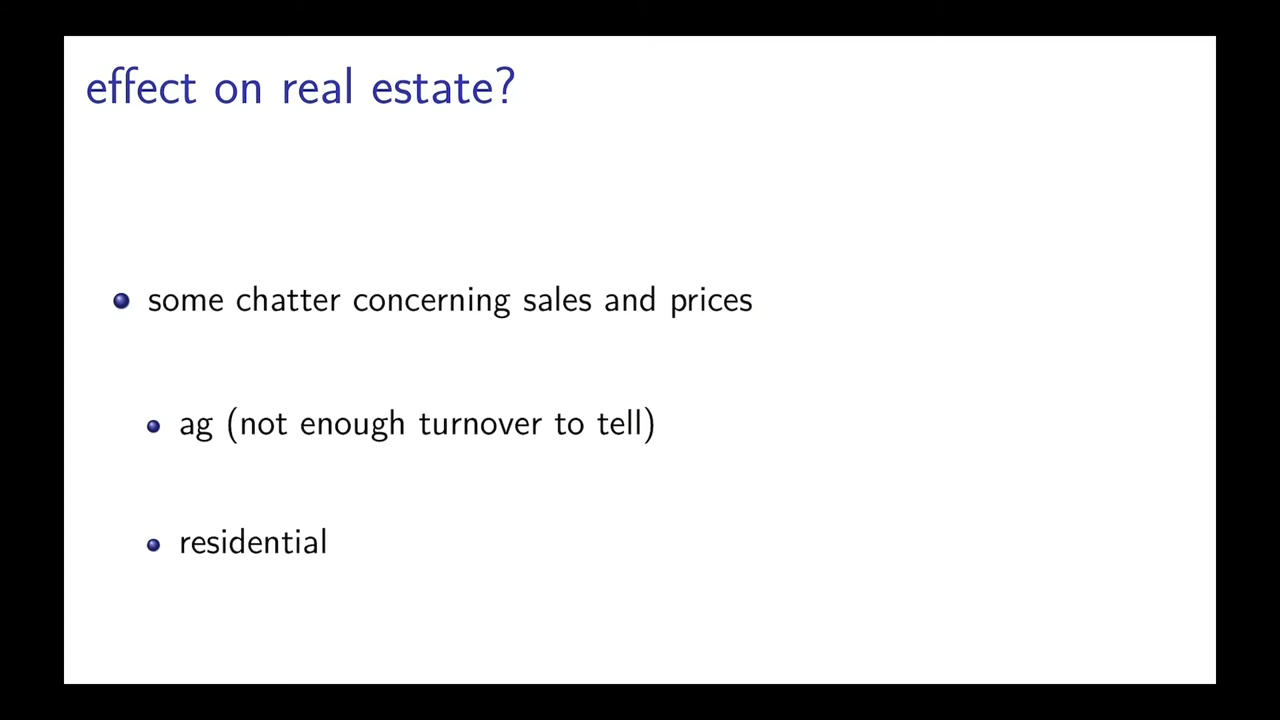 effect on real estate?
some chatter concerning sales and prices
ag (not enough turnover to tell)
residential